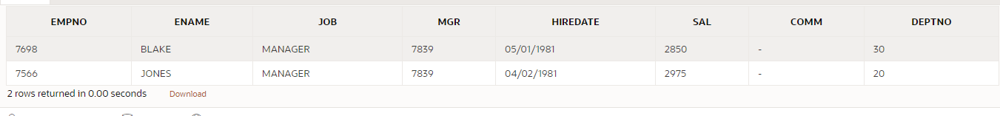 EMPNO ENAME JOB MGR HIREDATE SAL COMM DEPTNO
7698 BLAKE MANAGER 7839 05/01/1981 2850 - 30
7566 JONES MANAGER 7839 04/02/1981 2975 - 20
2 rows returned in 0.00 seconds Download